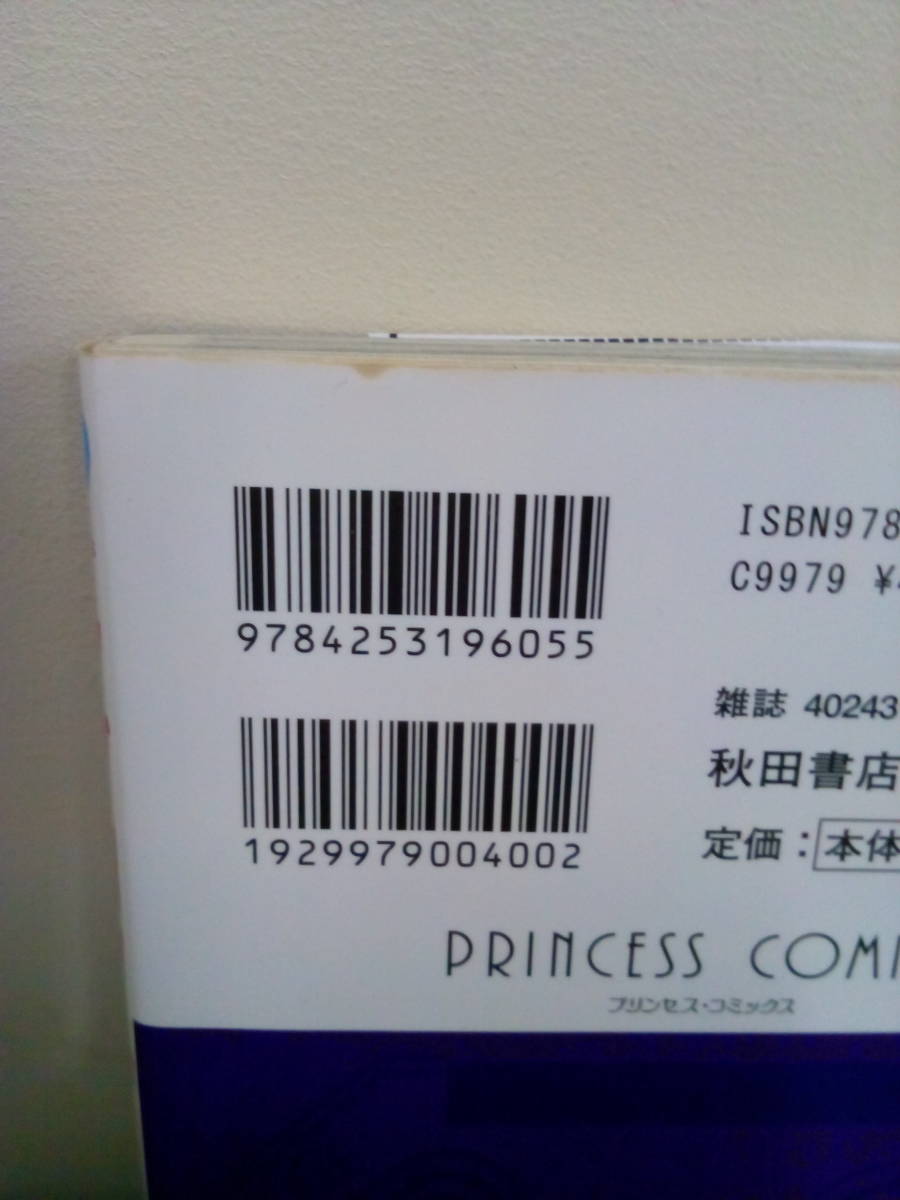 9784253196055
1929979004002
ISBN978
C9979 ¥
雑誌 40243
秋田書店
定価：本体
PRINCESS COM
プリンセス・コミックス